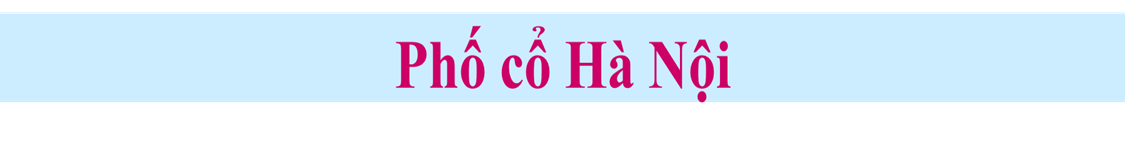 Phố cổ Hà Nội